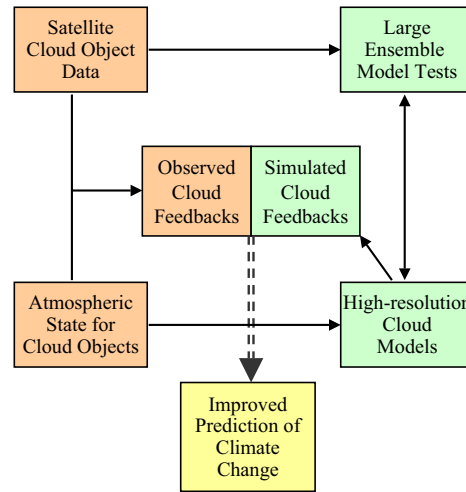 Satellite
Cloud Object
Data
Large
Ensemble
Model Tests
Observed
Cloud
Feedbacks
Simulated
Cloud
Feedbacks
Atmospheric
State for
Cloud Objects
High-resolution
Cloud
Models
Improved
Prediction of
Climate
Change